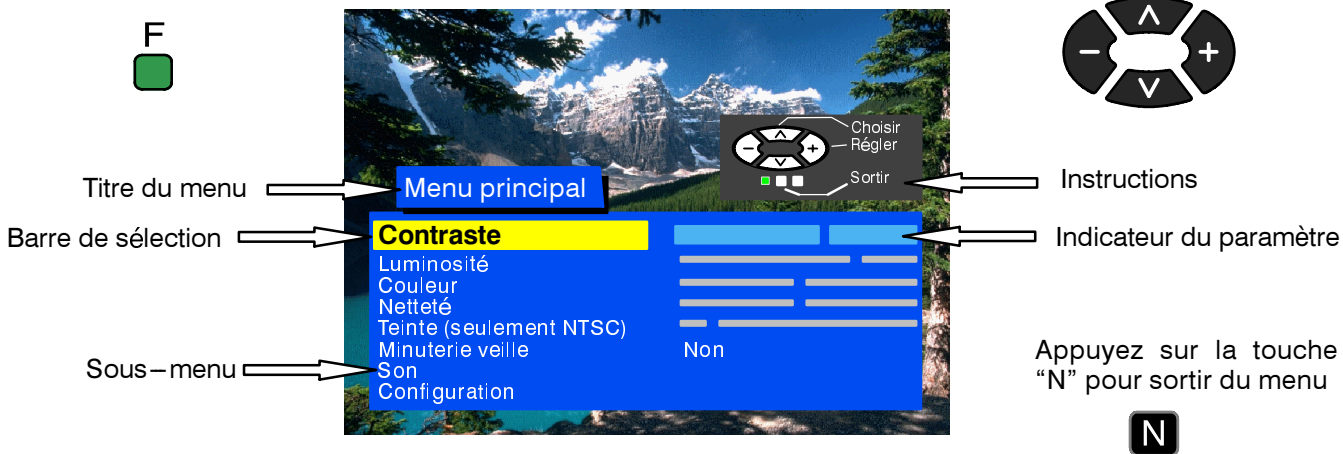 F
− ∧ ∨ +
Choisir
Régler
− ∧ ∨ +
Sortir
Titre du menu
Menu principal
Instructions
Barre de sélection
Contraste
Indicateur du paramètre
Luminosité
Couleur
Netteté
Teinte (seulement NTSC)
Minuterie veille Non
Sous−menu
Son
Configuration
Appuyez sur la touche
“N” pour sortir du menu
N